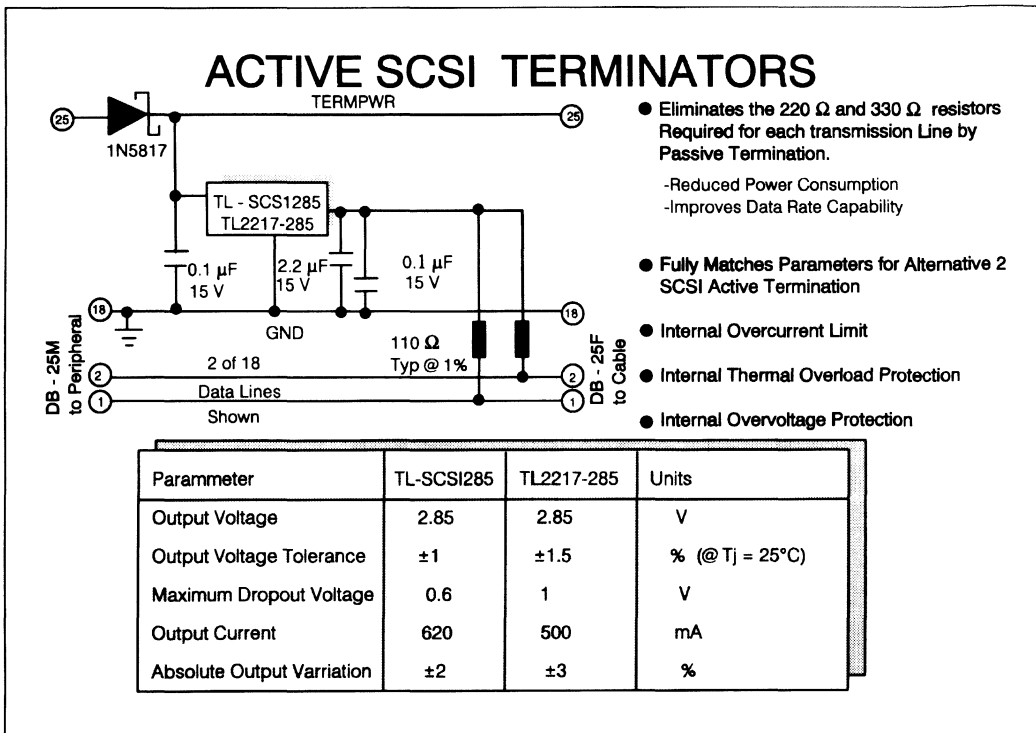 ACTIVE SCSI TERMINATORS
TERMPWR
25
25
1N5817
TL - SCS1285
TL2217-285
0.1 µF
15 V
2.2 µF
15 V
0.1 µF
15 V
18
18
GND
110 Ω
Typ @ 1%
DB - 25M
to Peripheral
DB - 25F
to Cable
2 of 18
2
2
Data Lines
1
1
Shown
● Eliminates the 220 Ω and 330 Ω resistors
Required for each transmission Line by
Passive Termination.
-Reduced Power Consumption
-Improves Data Rate Capability
● Fully Matches Parameters for Alternative 2
SCSI Active Termination
● Internal Overcurrent Limit
● Internal Thermal Overload Protection
● Internal Overvoltage Protection
Parammeter TL-SCSI285 TL2217-285 Units
Output Voltage 2.85 2.85 V
Output Voltage Tolerance ±1 ±1.5 % (@ Tj = 25°C)
Maximum Dropout Voltage 0.6 1 V
Output Current 620 500 mA
Absolute Output Varriation ±2 ±3 %